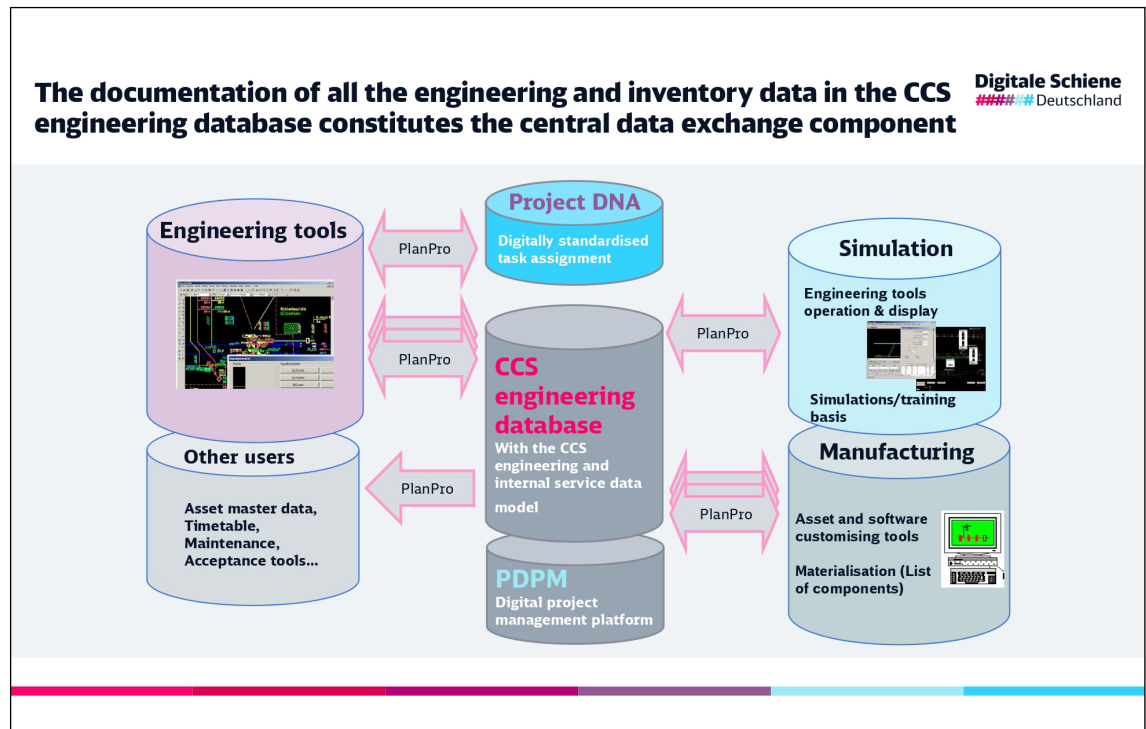 The documentation of all the engineering and inventory data in the CCS
engineering database constitutes the central data exchange component
Digitale Schiene
####### Deutschland
Engineering tools
PlanPro
PlanPro
Project DNA
Digitally standardised
task assignment
Simulation
Engineering tools
operation & display
Simulations/training
basis
PlanPro
CCS
engineering
database
With the CCS
engineering and
internal service data
model
Other users
Asset master data,
Timetable,
Maintenance,
Acceptance tools...
PlanPro
PDPM
Digital project
management platform
PlanPro
Manufacturing
Asset and software
customising tools
Materialisation (List
of components)